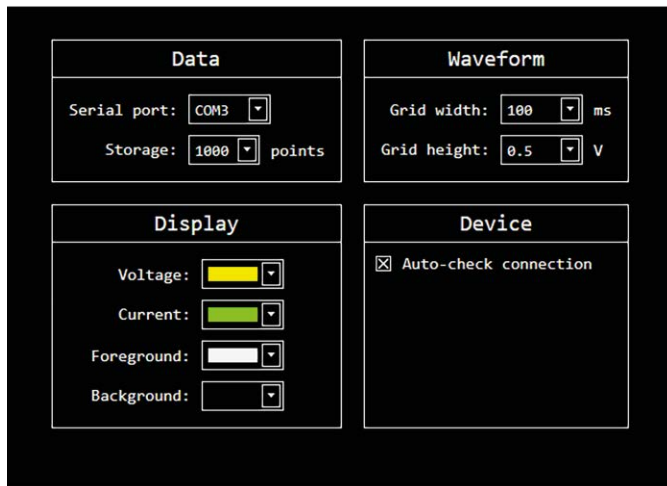 Data
Serial port: COM3
Storage: 1000 points
Waveform
Grid width: 100 ms
Grid height: 0.5 V
Display
Voltage:
Current:
Foreground:
Background:
Device
Auto-check connection